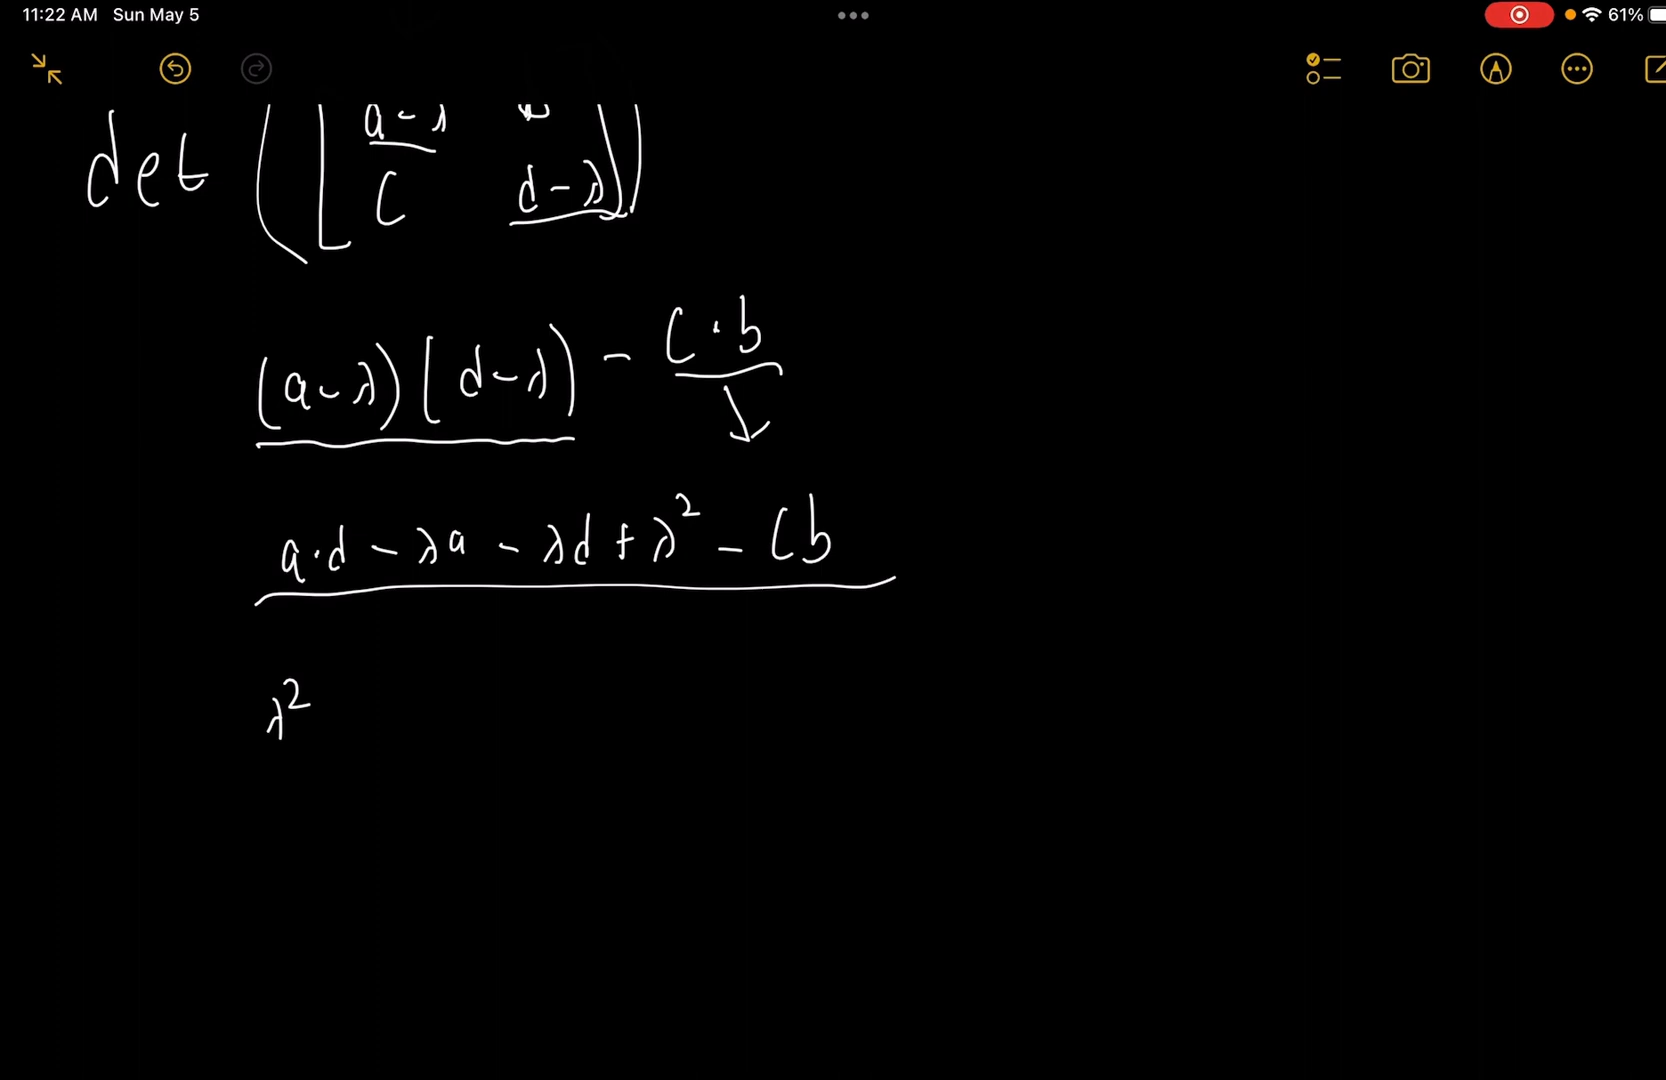 11:22 AM Sun May 5
61%
a-λ
det
c d-λ
(a-λ)(d-λ) - c·b
a·d - λa - λd + λ² - cb
λ²